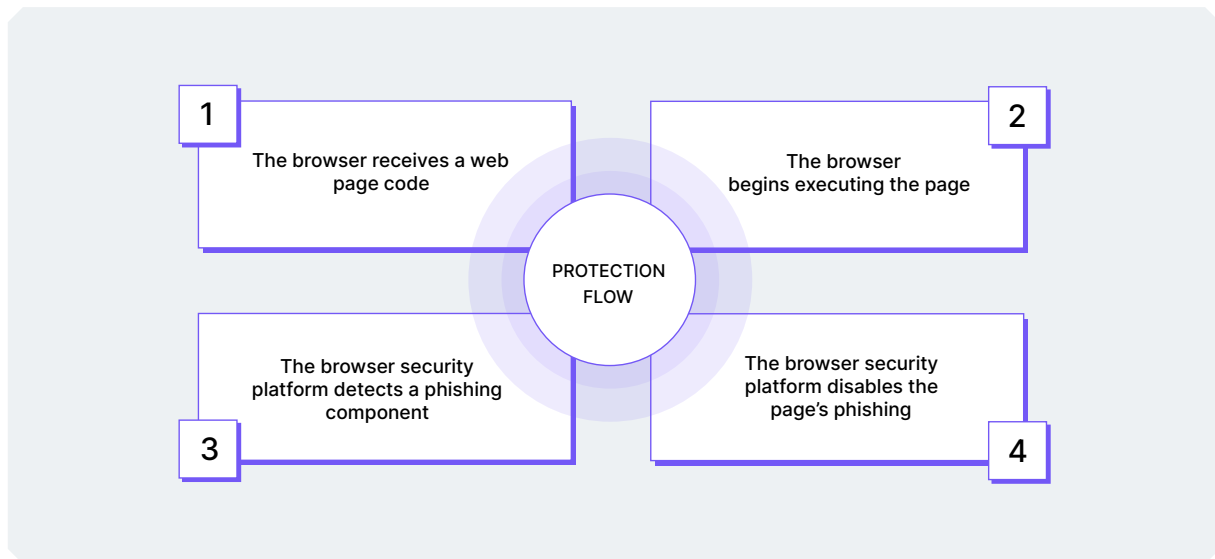 1
The browser receives a web
page code
2
The browser
begins executing the page
PROTECTION
FLOW
3
The browser security
platform detects a phishing
component
4
The browser security
platform disables the
page’s phishing